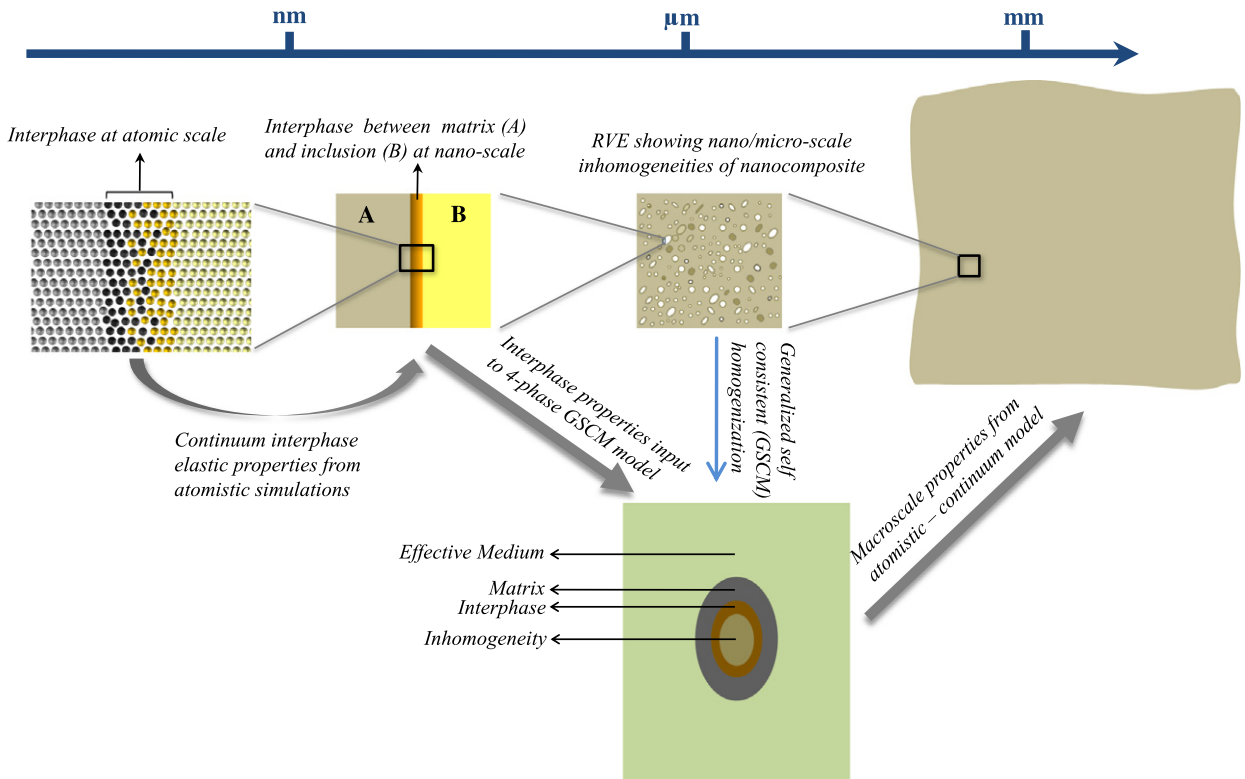 nm
μm
mm
Interphase at atomic scale
Interphase between matrix (A)
and inclusion (B) at nano-scale
RVE showing nano/micro-scale
inhomogeneities of nanocomposite
A
B
Continuum interphase
elastic properties from
atomistic simulations
Interphase properties input
to 4-phase GSCM model
Generalized self
consistent (GSCM)
homogenization
Macroscale properties from
atomistic – continuum model
Effective Medium
Matrix
Interphase
Inhomogeneity